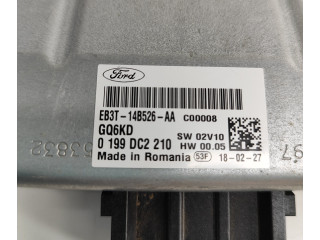 Ford
EB3T-14B526-AA C00008
GQ6KD SW 02V10
0 199 DC2 210 HW 00.05
Made in Romania 53F 18-02-27